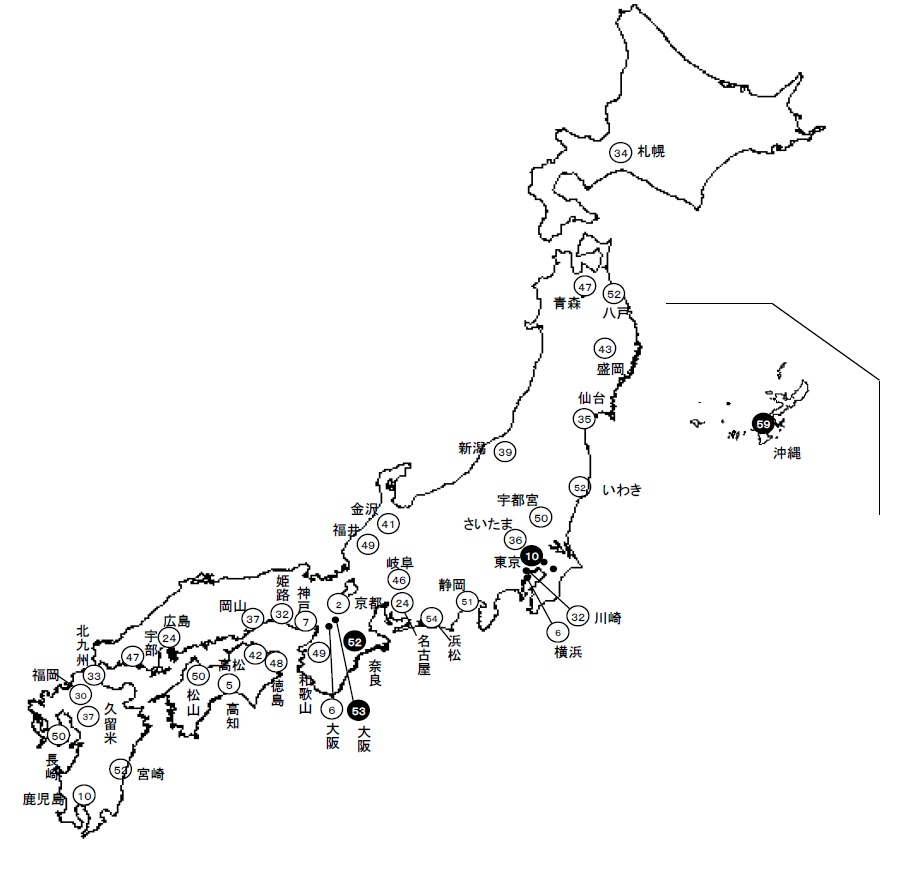 34 札幌
47
青森
52
八戸
43
盛岡
仙台
35
59
沖縄
新潟 39
52 いわき
宇都宮
50
さいたま
36
金沢
41
福井
49
東京 10
岐阜
46
静岡
51
姫路
神戸
2 京都
24
名古屋
54
浜松
32 川崎
6
横浜
岡山
37
32
7
広島
24
宇部
47
北九州
33
福岡
30
37
久留米
50
長崎
52 宮崎
鹿児島 10
50
松山
高松 42
48
徳島
5
高知
49
和歌山
52
奈良
6
大阪
53
大阪